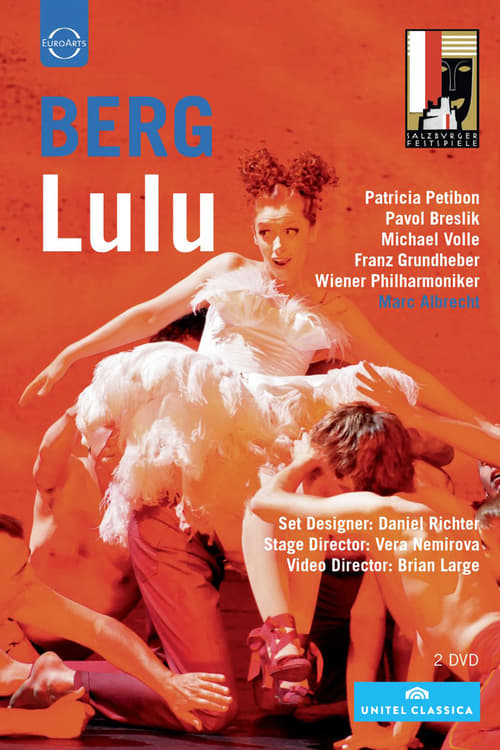 EUROARTS
BERG
Lulu
SALZBURGER
FESTSPIELE
Patricia Petibon
Pavol Breslik
Michael Volle
Franz Grundheber
Wiener Philharmoniker
Marc Albrecht
Set Designer: Daniel Richter
Stage Director: Vera Nemirova
Video Director: Brian Large
2 DVD
UNITEL CLASSICA